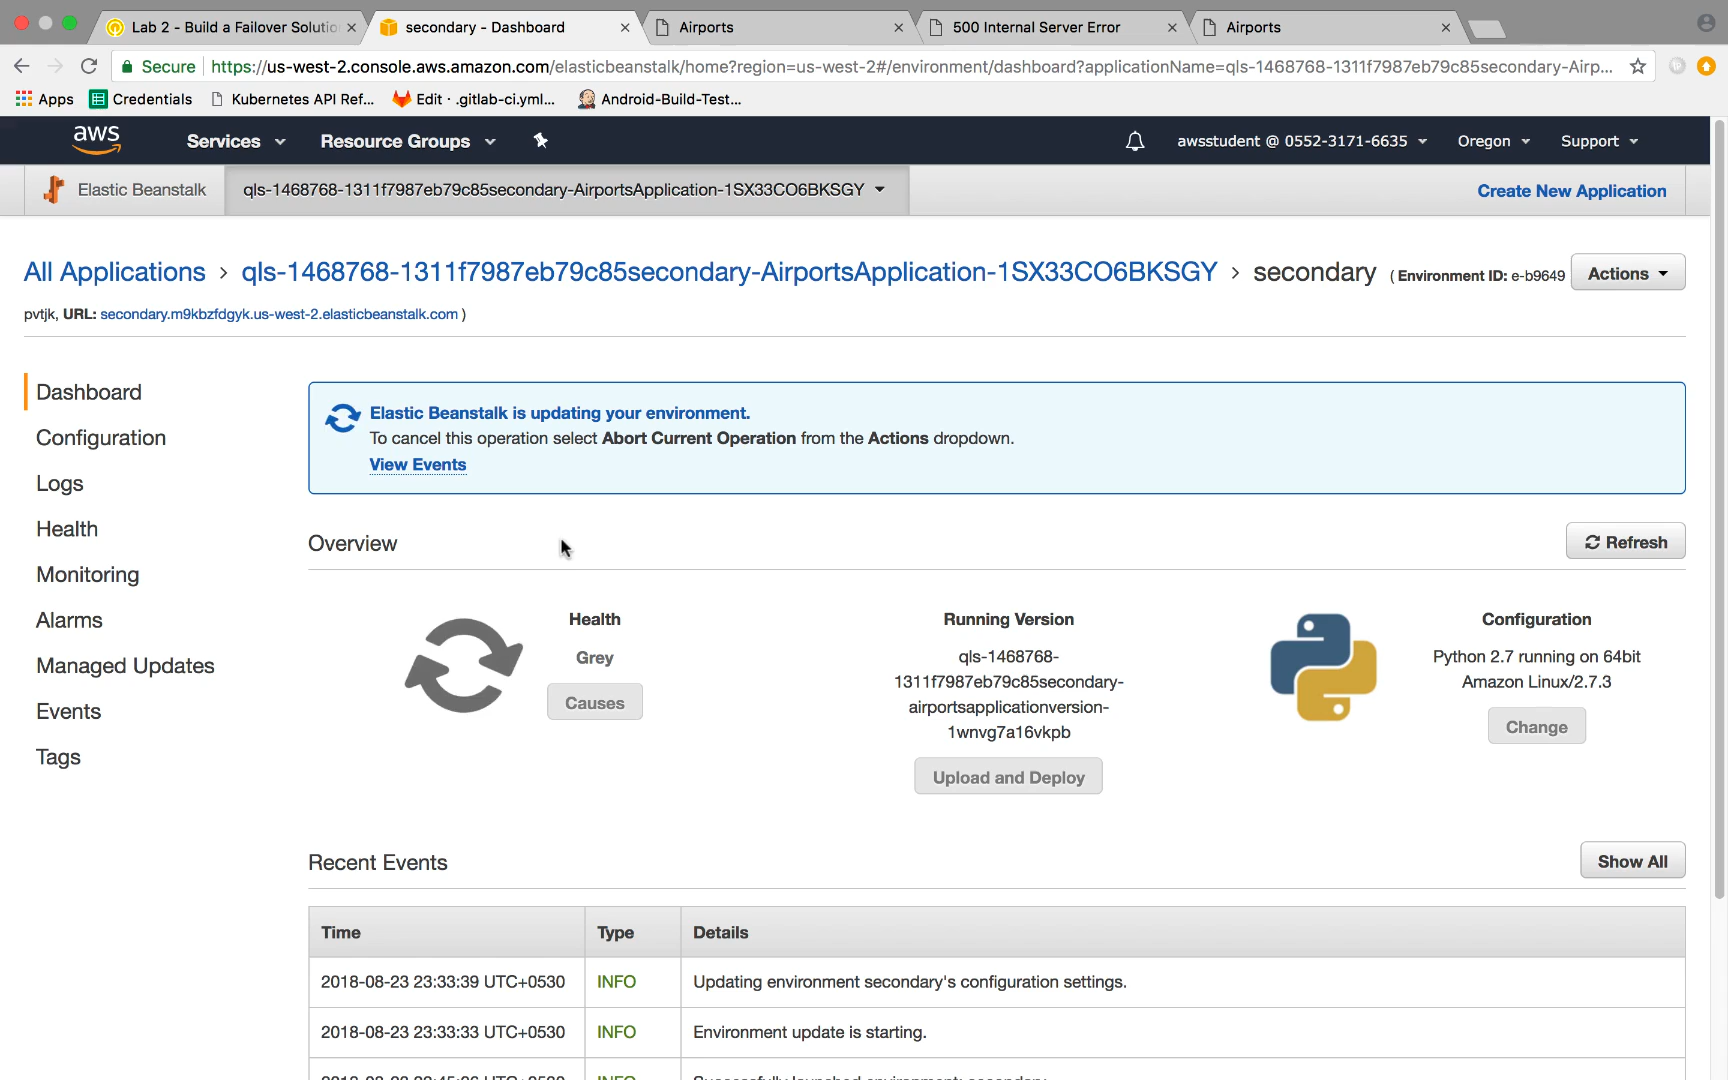 Lab 2 - Build a Failover Solutio
secondary - Dashboard
Airports
500 Internal Server Error
Airports
Secure
https://us-west-2.console.aws.amazon.com/elasticbeanstalk/home?region=us-west-2#/environment/dashboard?applicationName=qls-1468768-1311f7987eb79c85secondary-Airp...
Apps
Credentials
Kubernetes API Ref...
Edit · .gitlab-ci.yml...
Android-Build-Test...
aws
Services
Resource Groups
awsstudent @ 0552-3171-6635
Oregon
Support
Elastic Beanstalk
qls-1468768-1311f7987eb79c85secondary-AirportsApplication-1SX33CO6BKSGY
Create New Application
All Applications > qls-1468768-1311f7987eb79c85secondary-AirportsApplication-1SX33CO6BKSGY > secondary ( Environment ID: e-b9649
pvtjk, URL: secondary.m9kbzfdgyk.us-west-2.elasticbeanstalk.com )
Actions
Dashboard
Configuration
Logs
Health
Monitoring
Alarms
Managed Updates
Events
Tags
Elastic Beanstalk is updating your environment.
To cancel this operation select Abort Current Operation from the Actions dropdown.
View Events
Overview
Refresh
Health
Grey
Causes
Running Version
qls-1468768-
1311f7987eb79c85secondary-
airportsapplicationversion-
1wnvg7a16vkpb
Upload and Deploy
Configuration
Python 2.7 running on 64bit
Amazon Linux/2.7.3
Change
Recent Events
Show All
Time Type Details
2018-08-23 23:33:39 UTC+0530 INFO Updating environment secondary's configuration settings.
2018-08-23 23:33:33 UTC+0530 INFO Environment update is starting.